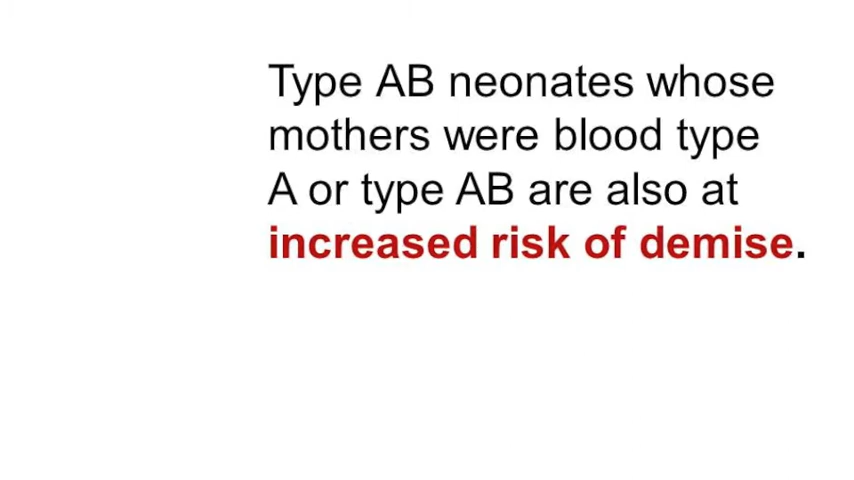 Type AB neonates whose
mothers were blood type
A or type AB are also at
increased risk of demise.